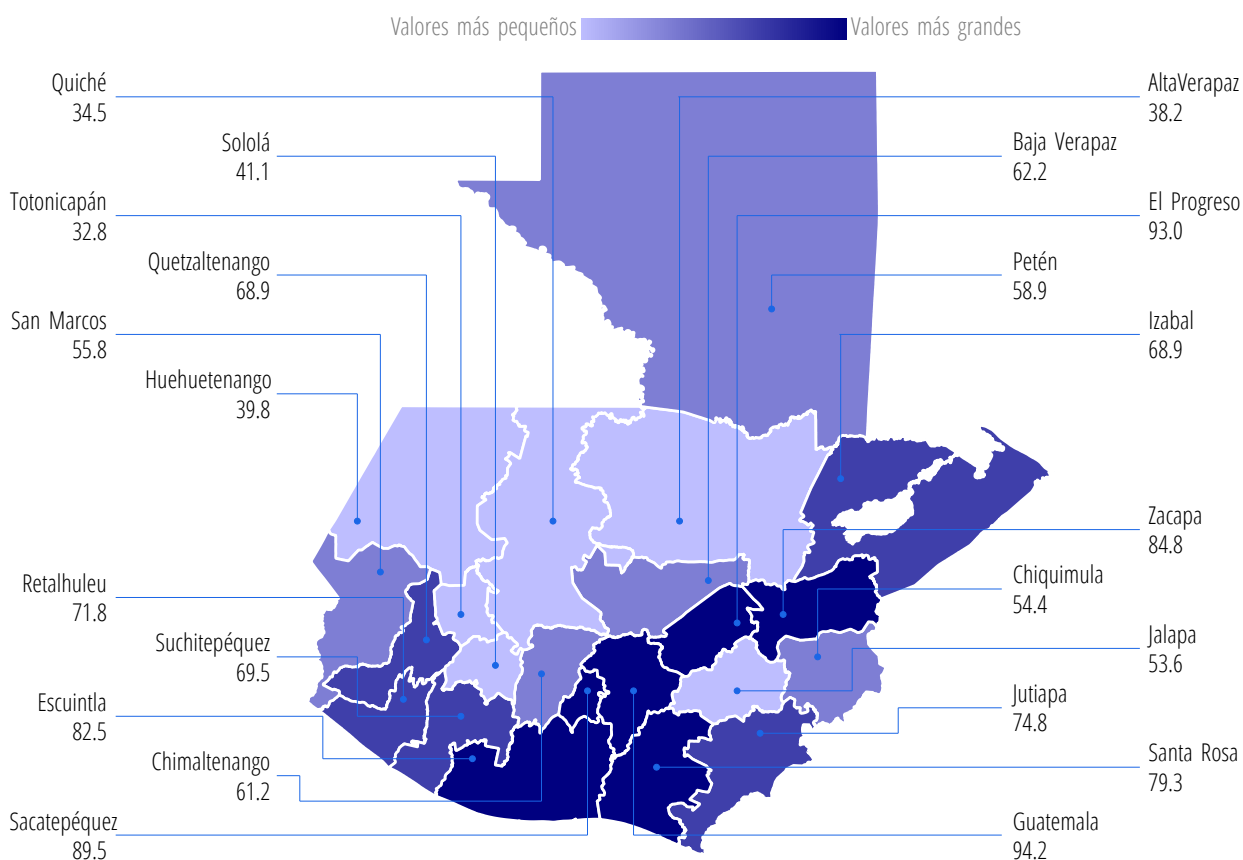 Valores más pequeños
Valores más grandes
Quiché
34.5
Sololá
41.1
Totonicapán
32.8
Quetzaltenango
68.9
San Marcos
55.8
Huehuetenango
39.8
Retalhuleu
71.8
Suchitepéquez
69.5
Escuintla
82.5
Chimaltenango
61.2
Sacatepéquez
89.5
AltaVerapaz
38.2
Baja Verapaz
62.2
El Progreso
93.0
Petén
58.9
Izabal
68.9
Zacapa
84.8
Chiquimula
54.4
Jalapa
53.6
Jutiapa
74.8
Santa Rosa
79.3
Guatemala
94.2